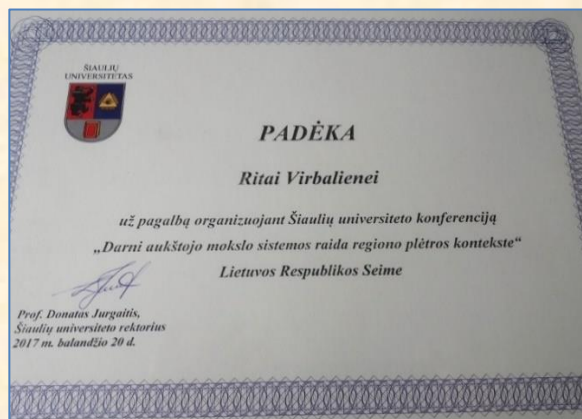 ŠIAULIŲ
UNIVERSITETAS
PADĖKA
Ritai Virbalienei
už pagalbą organizuojant Šiaulių universiteto konferenciją
„Darni aukštojo mokslo sistemos raida regiono plėtros kontekste“
Lietuvos Respublikos Seime
Prof. Donatas Jurgaitis,
Šiaulių universiteto rektorius
2017 m. balandžio 20 d.